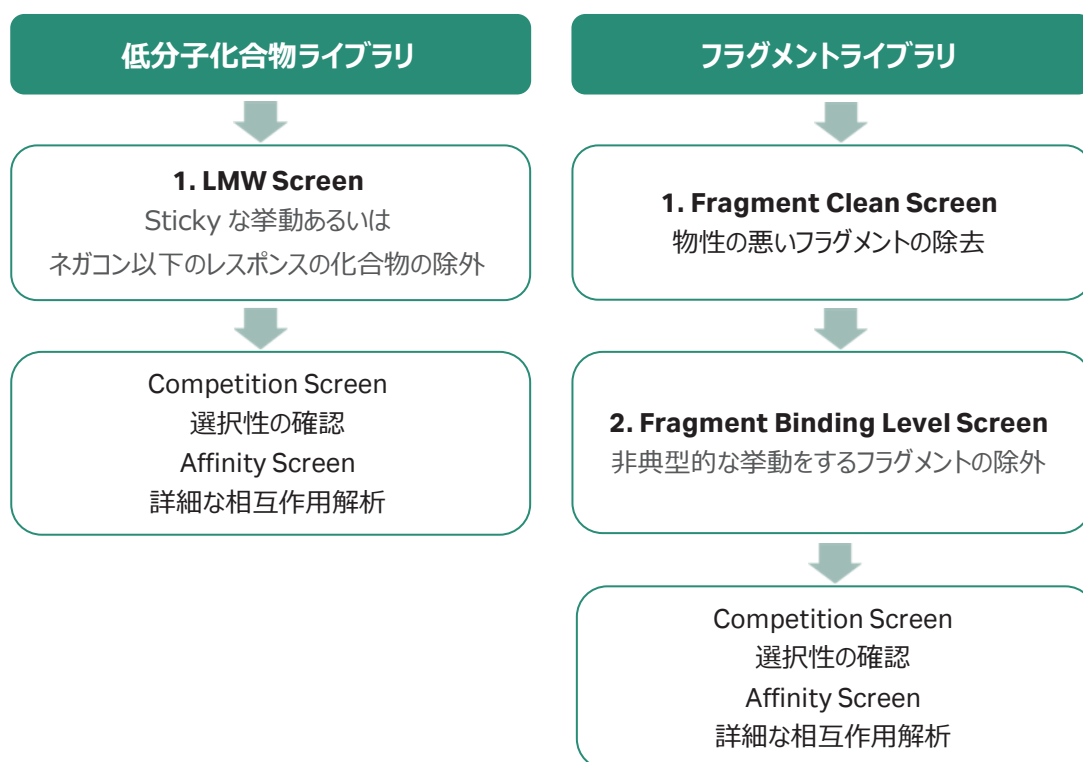 低分子化合物ライブラリ
1. LMW Screen
Sticky な挙動あるいは
ネガコン以下のレスポンスの化合物の除外
Competition Screen
選択性の確認
Affinity Screen
詳細な相互作用解析
フラグメントライブラリ
1. Fragment Clean Screen
物性の悪いフラグメントの除去
2. Fragment Binding Level Screen
非典型的な挙動をするフラグメントの除外
Competition Screen
選択性の確認
Affinity Screen
詳細な相互作用解析